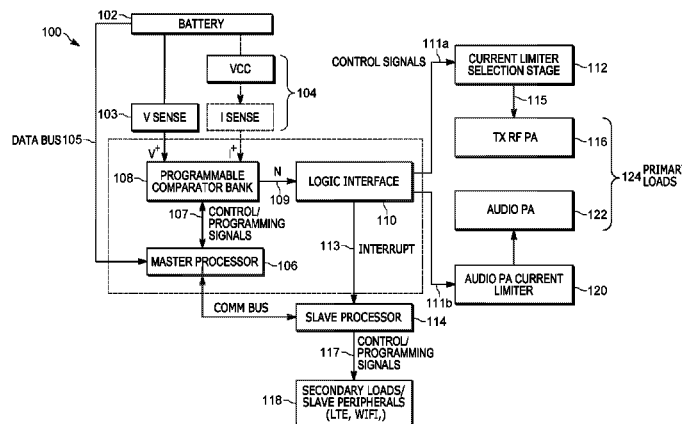 102
BATTERY
100
VCC
104
103
V SENSE
I SENSE
DATA BUS 105
V+
I+
108
PROGRAMMABLE
COMPARATOR BANK
N
109
LOGIC INTERFACE
110
107
CONTROL/
PROGRAMMING
SIGNALS
MASTER PROCESSOR
106
113
INTERRUPT
COMM BUS
SLAVE PROCESSOR
114
117
CONTROL/
PROGRAMMING
SIGNALS
118
SECONDARY LOADS/
SLAVE PERIPHERALS
(LTE, WIFI,)
CONTROL SIGNALS
111a
CURRENT LIMITER
SELECTION STAGE
112
115
TX RF PA
116
124
PRIMARY
LOADS
AUDIO PA
122
111b
AUDIO PA CURRENT
LIMITER
120